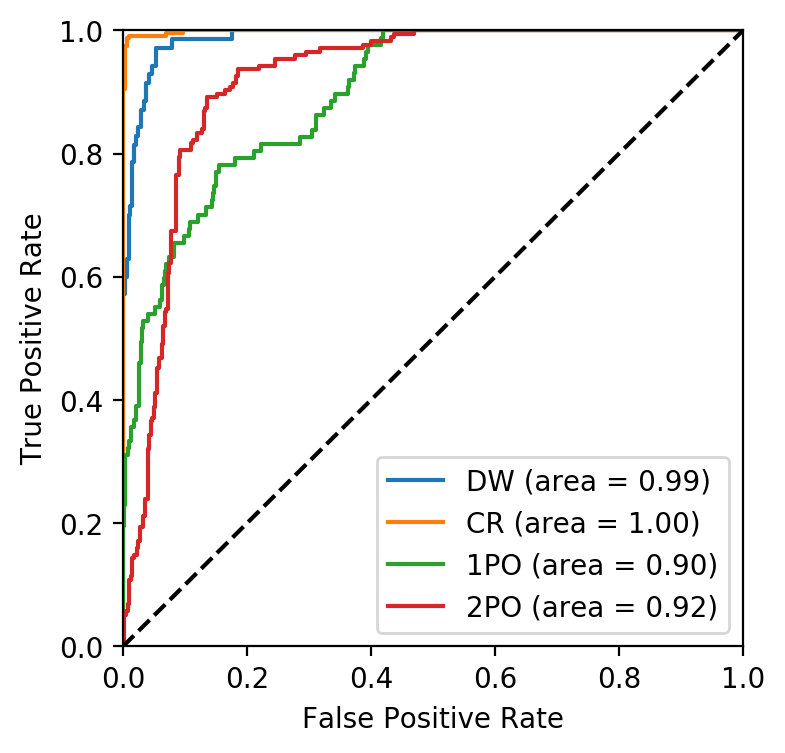 1.0
0.8
0.6
0.4
0.2
0.0
True Positive Rate
DW (area = 0.99)
CR (area = 1.00)
1PO (area = 0.90)
2PO (area = 0.92)
0.0 0.2 0.4 0.6 0.8 1.0
False Positive Rate